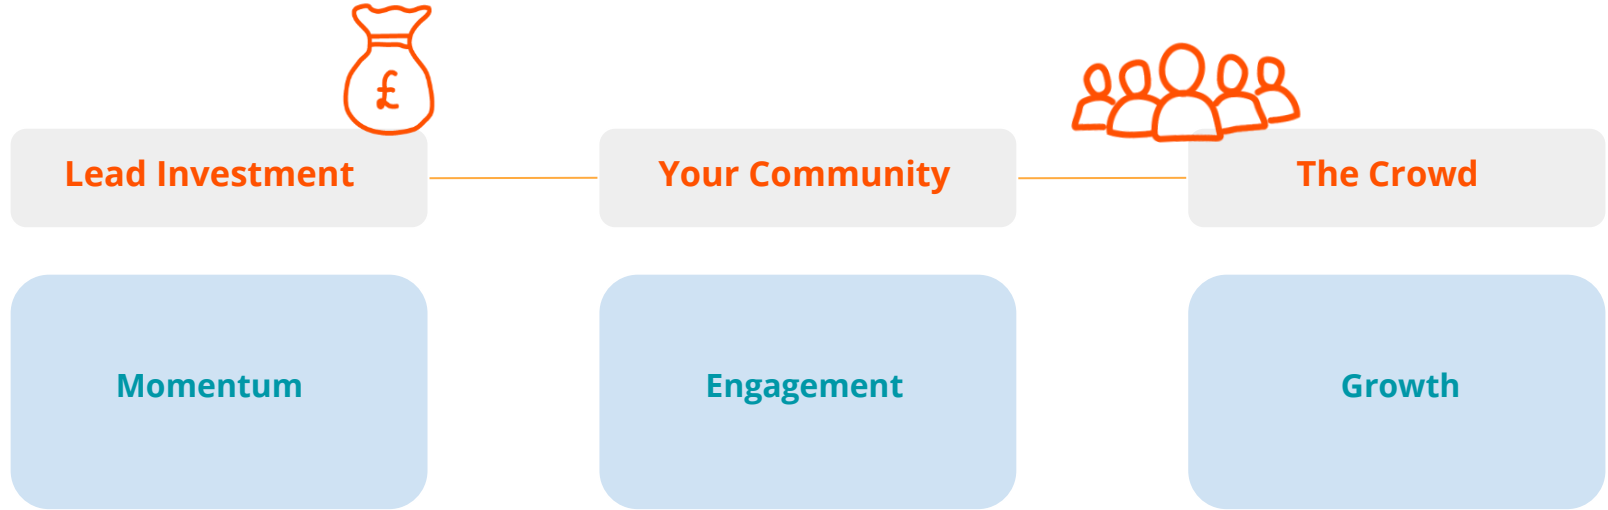 £
Lead Investment
Your Community
The Crowd
Momentum
Engagement
Growth